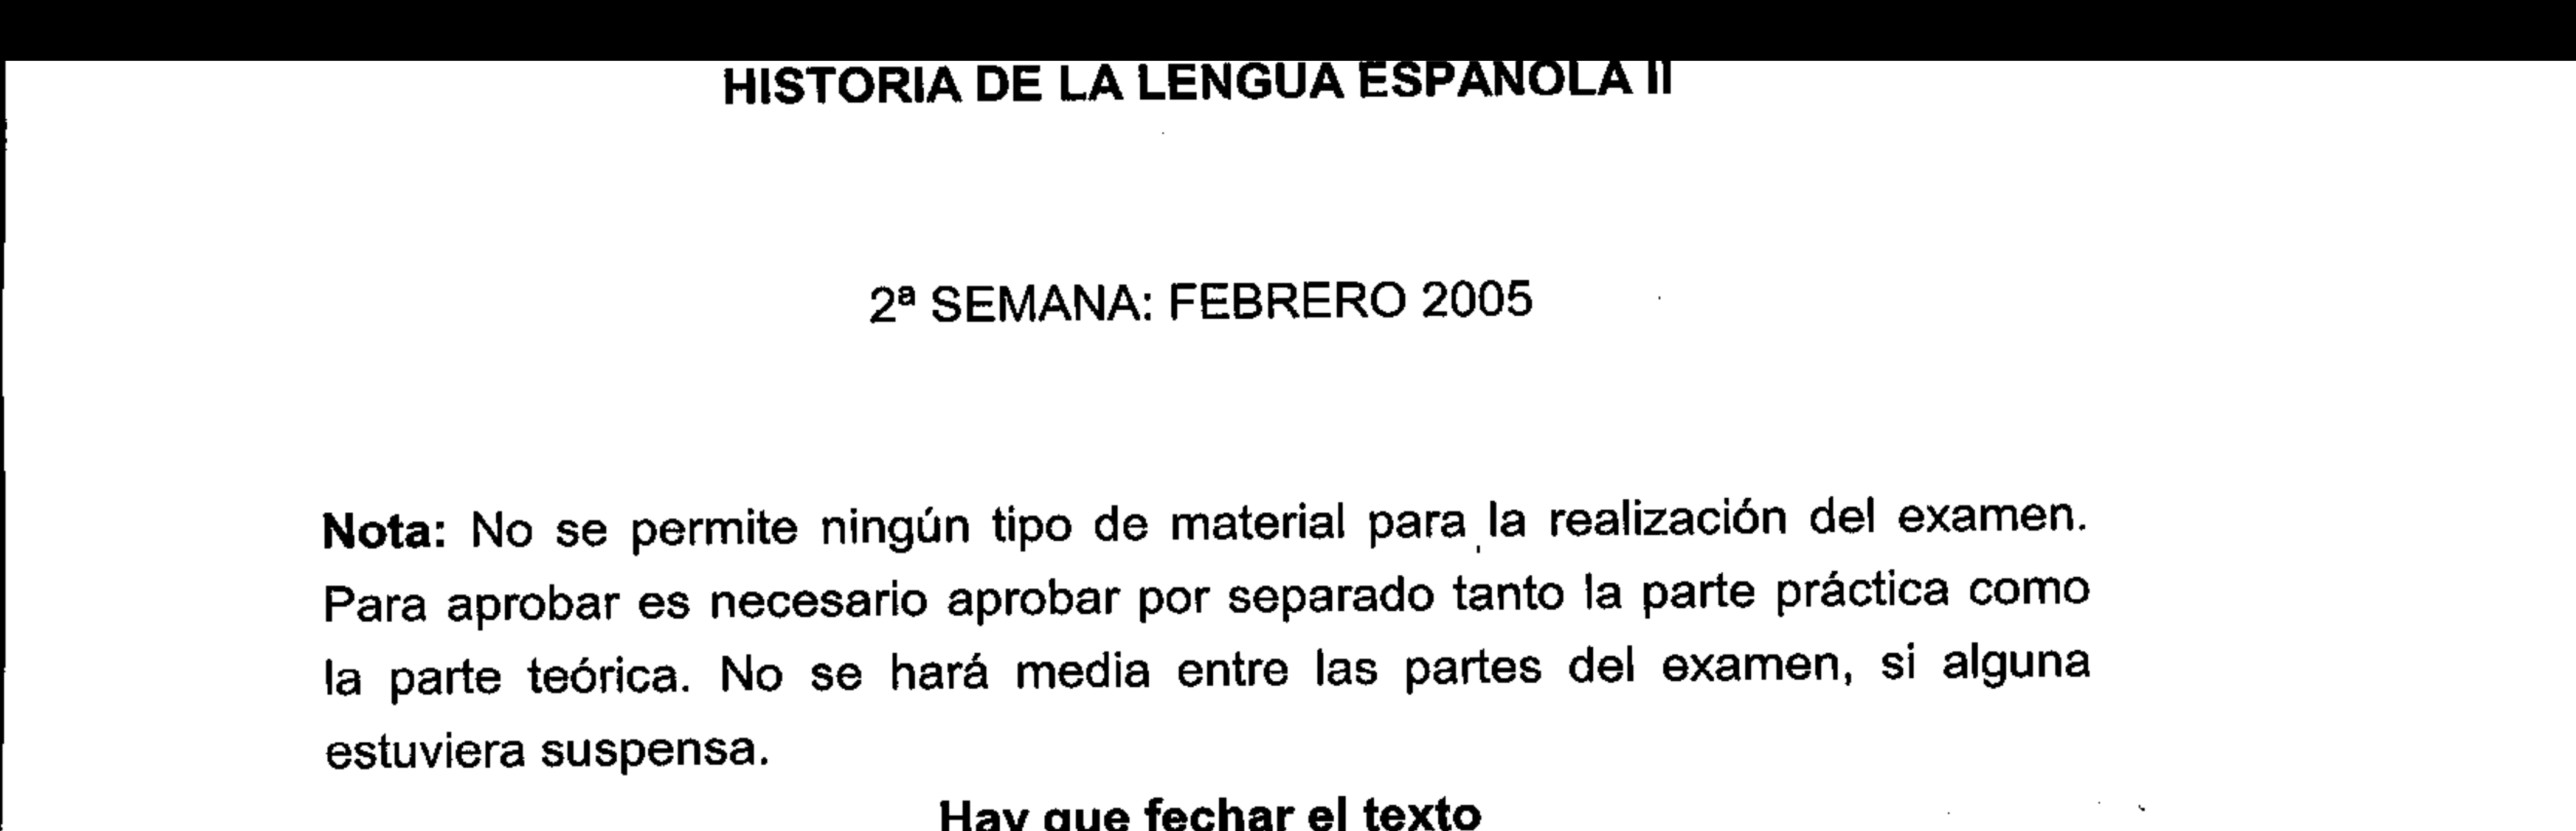 HISTORIA DE LA LENGUA ESPAÑOLA II
2ª SEMANA: FEBRERO 2005
Nota: No se permite ningún tipo de material para la realización del examen.
Para aprobar es necesario aprobar por separado tanto la parte práctica como
la parte teórica. No se hará media entre las partes del examen, si alguna
estuviera suspensa.
Hay que fechar el texto